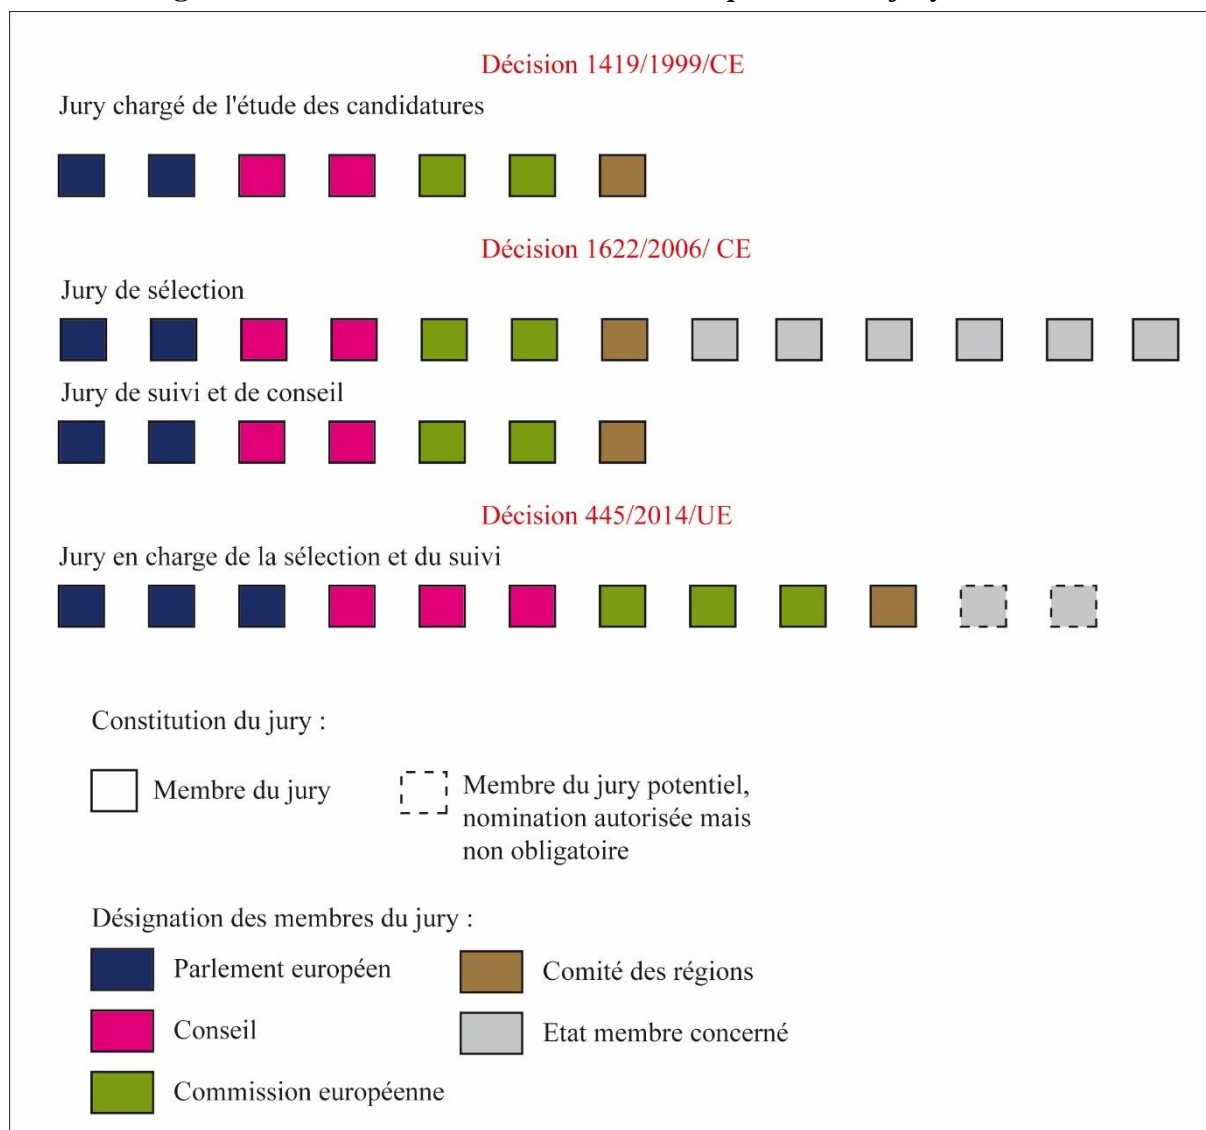 Décision 1419/1999/CE
Jury chargé de l'étude des candidatures
Décision 1622/2006/ CE
Jury de sélection
Jury de suivi et de conseil
Décision 445/2014/UE
Jury en charge de la sélection et du suivi
Constitution du jury :
Membre du jury
Membre du jury potentiel,
nomination autorisée mais
non obligatoire
Désignation des membres du jury :
Parlement européen
Comité des régions
Conseil
Etat membre concerné
Commission européenne